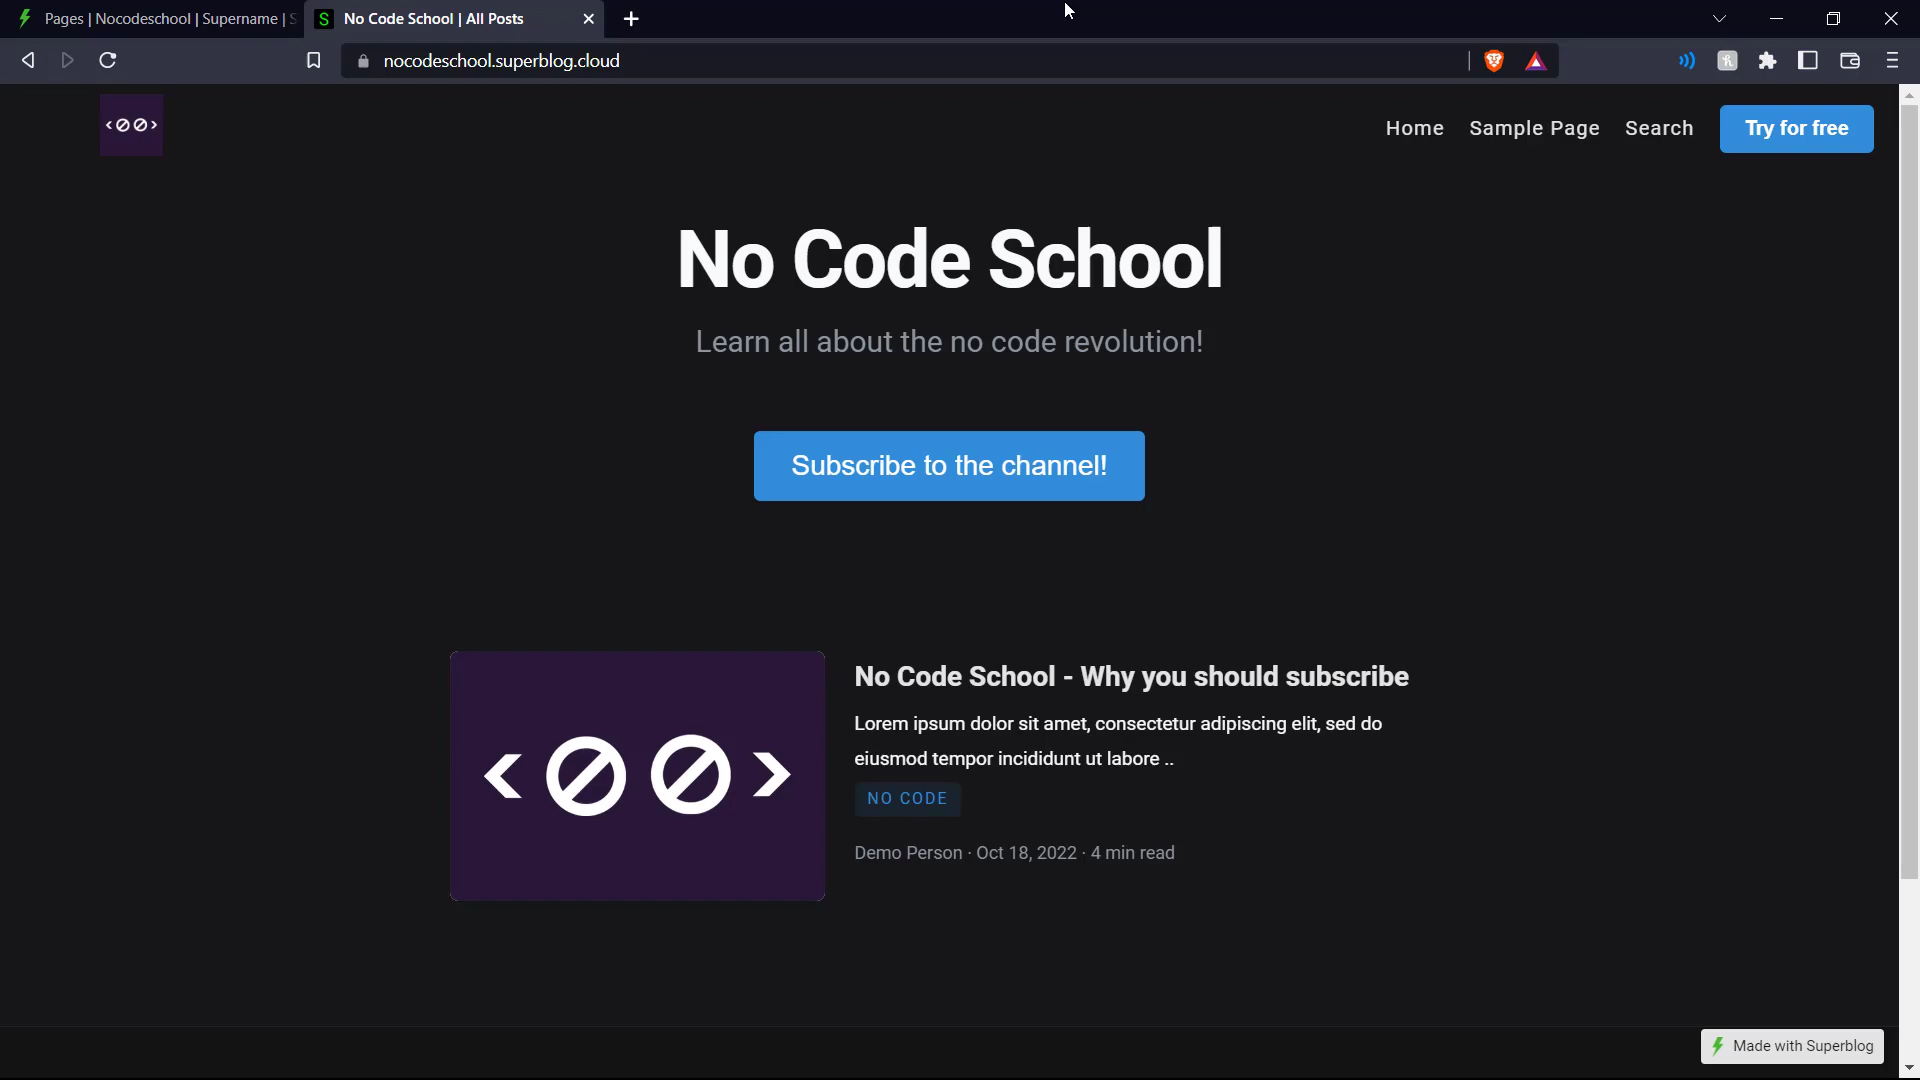 Pages | Nocodeschool | Supername | S
No Code School | All Posts
nocodeschool.superblog.cloud
Home Sample Page Search Try for free
No Code School
Learn all about the no code revolution!
Subscribe to the channel!
No Code School - Why you should subscribe
Lorem ipsum dolor sit amet, consectetur adipiscing elit, sed do
eiusmod tempor incididunt ut labore ..
NO CODE
Demo Person · Oct 18, 2022 · 4 min read
Made with Superblog